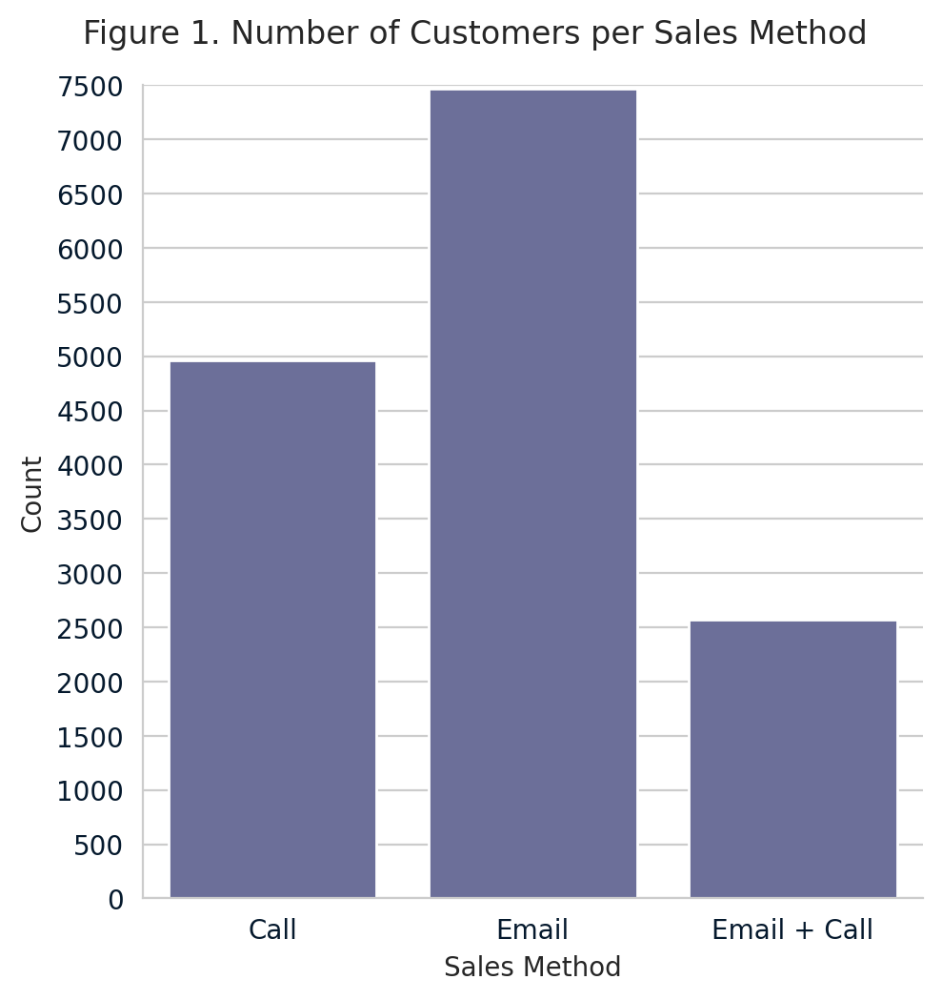 Figure 1. Number of Customers per Sales Method
7500
7000
6500
6000
5500
5000
4500
4000
3500
3000
2500
2000
1500
1000
500
0
Count
Call
Email
Email + Call
Sales Method